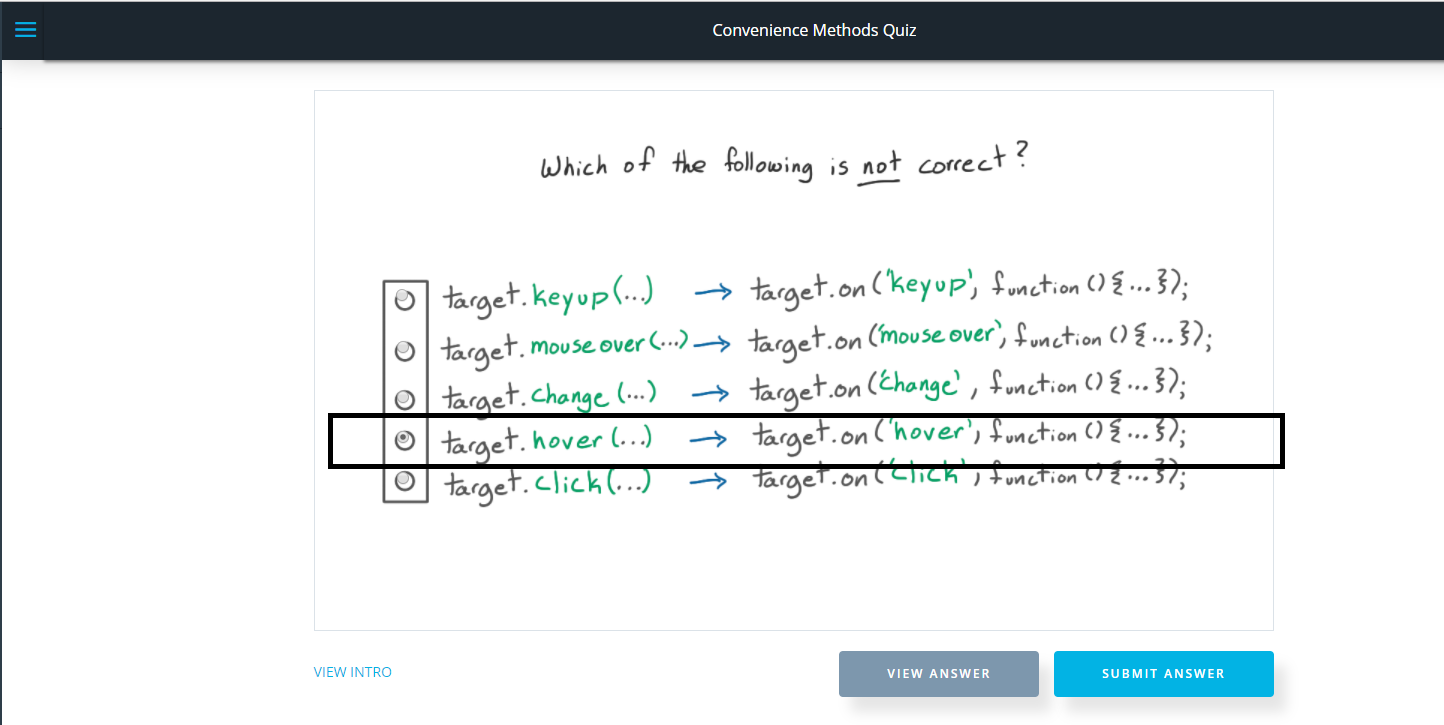 Convenience Methods Quiz
Which of the following is not correct?
target.keyup(...) → target.on('keyup', function () {...});
target.mouseover(...) → target.on('mouseover', function () {...});
target.change (...) → target.on('change', function () {...});
target.hover (...) → target.on('hover', function () {...});
target.click(...) → target.on('click', function () {...});
VIEW INTRO
VIEW ANSWER
SUBMIT ANSWER